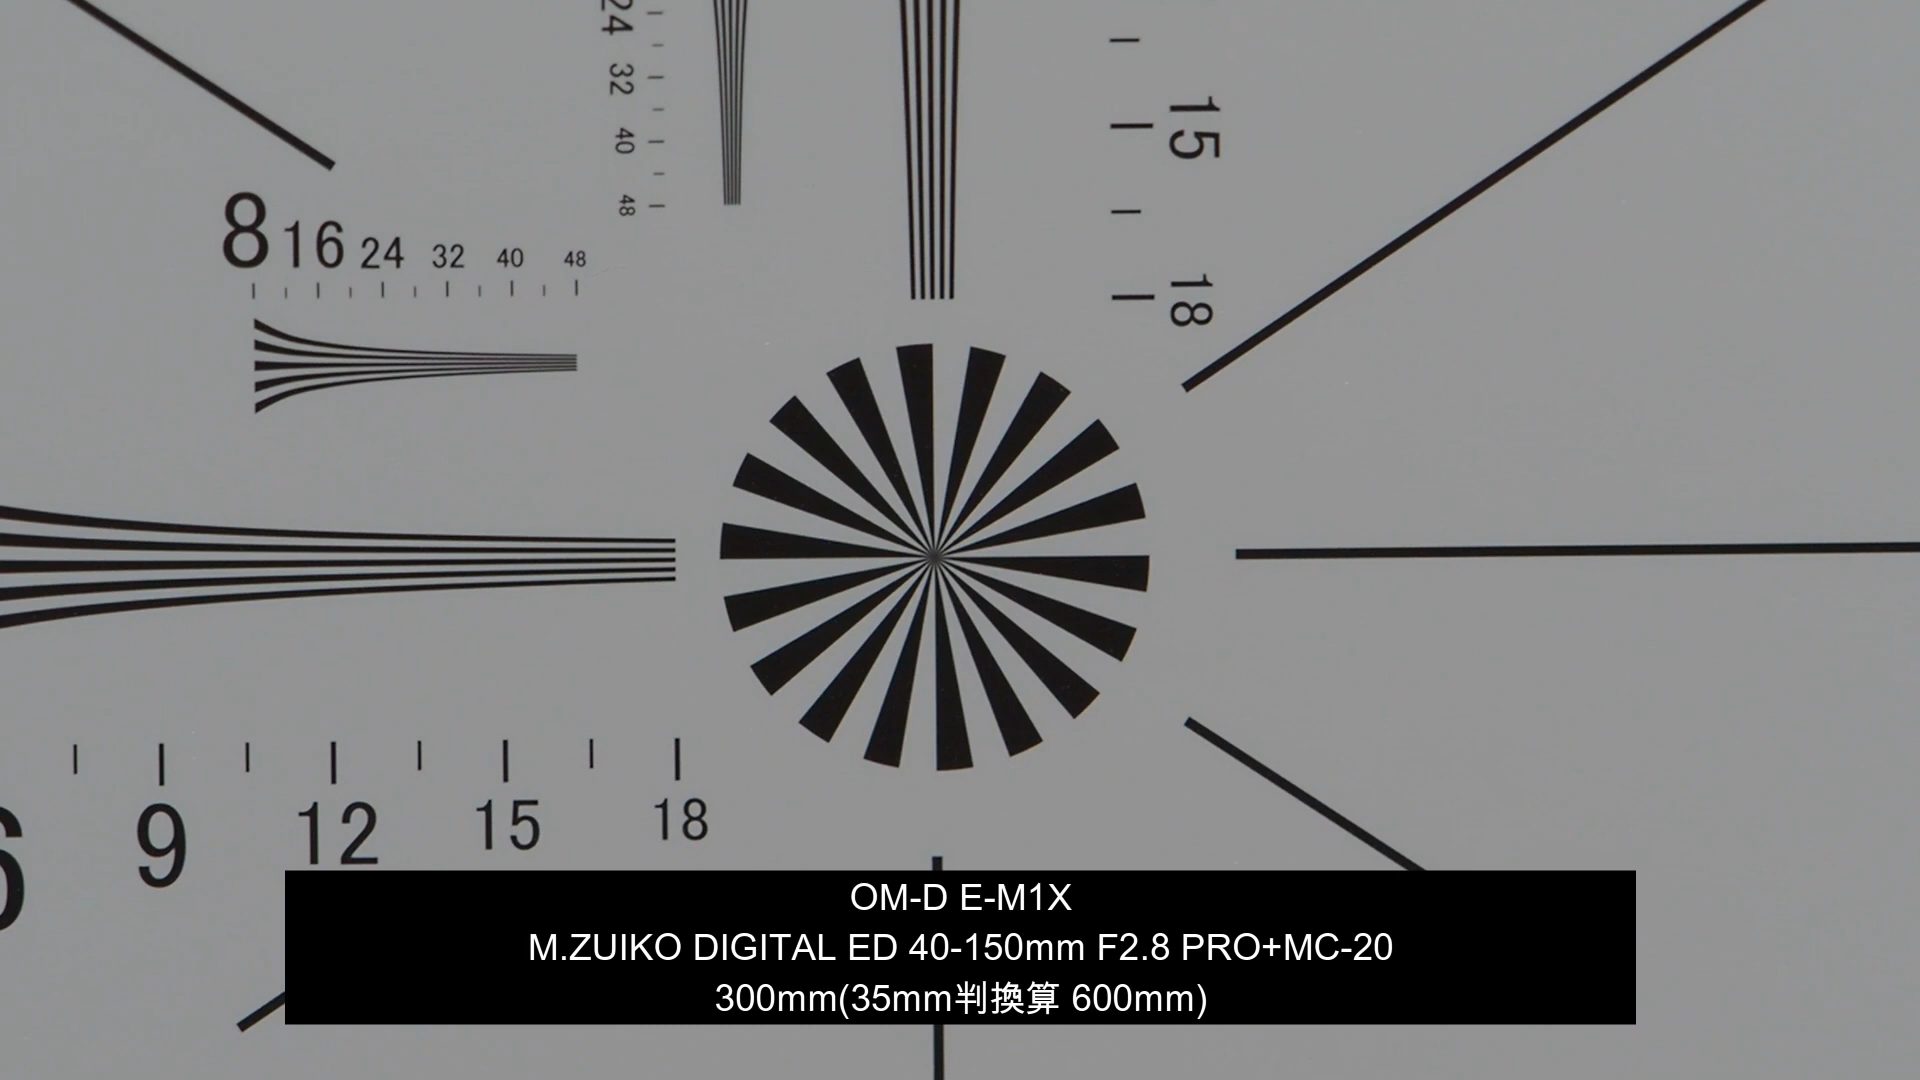 24
32
40
48
15
18
8 16 24 32 40 48
6 9 12 15 18
OM-D E-M1X
M.ZUIKO DIGITAL ED 40-150mm F2.8 PRO+MC-20
300mm(35mm判換算 600mm)